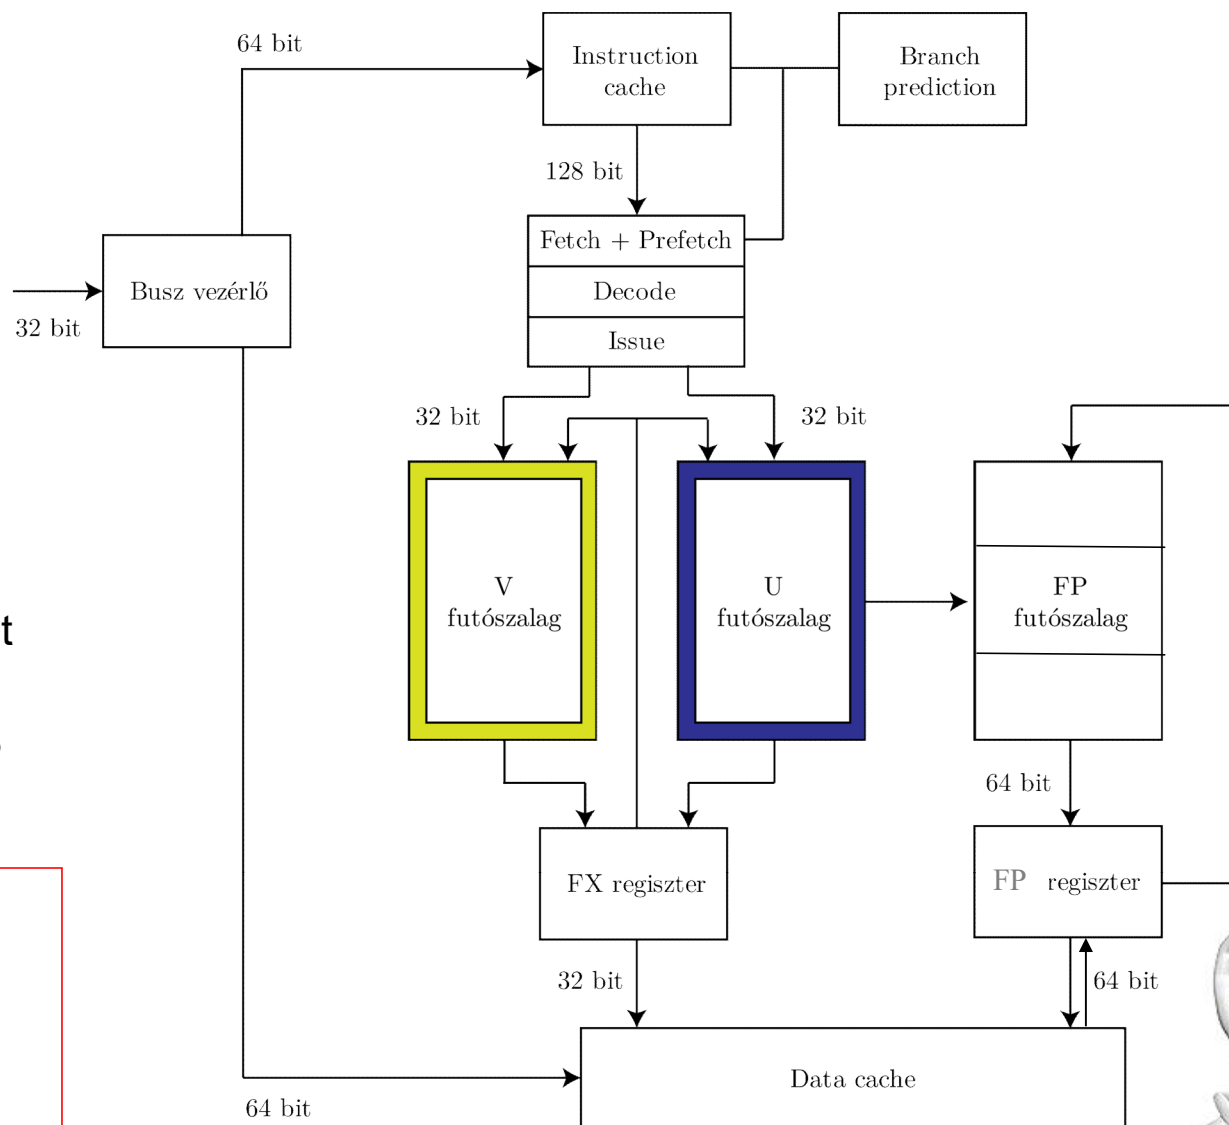 64 bit
Instruction
cache
Branch
prediction
128 bit
Fetch + Prefetch
Decode
Issue
Busz vezérlő
32 bit
32 bit
32 bit
V
futószalag
U
futószalag
FP
futószalag
t
64 bit
FX regiszter
FP regiszter
32 bit
64 bit
Data cache
64 bit